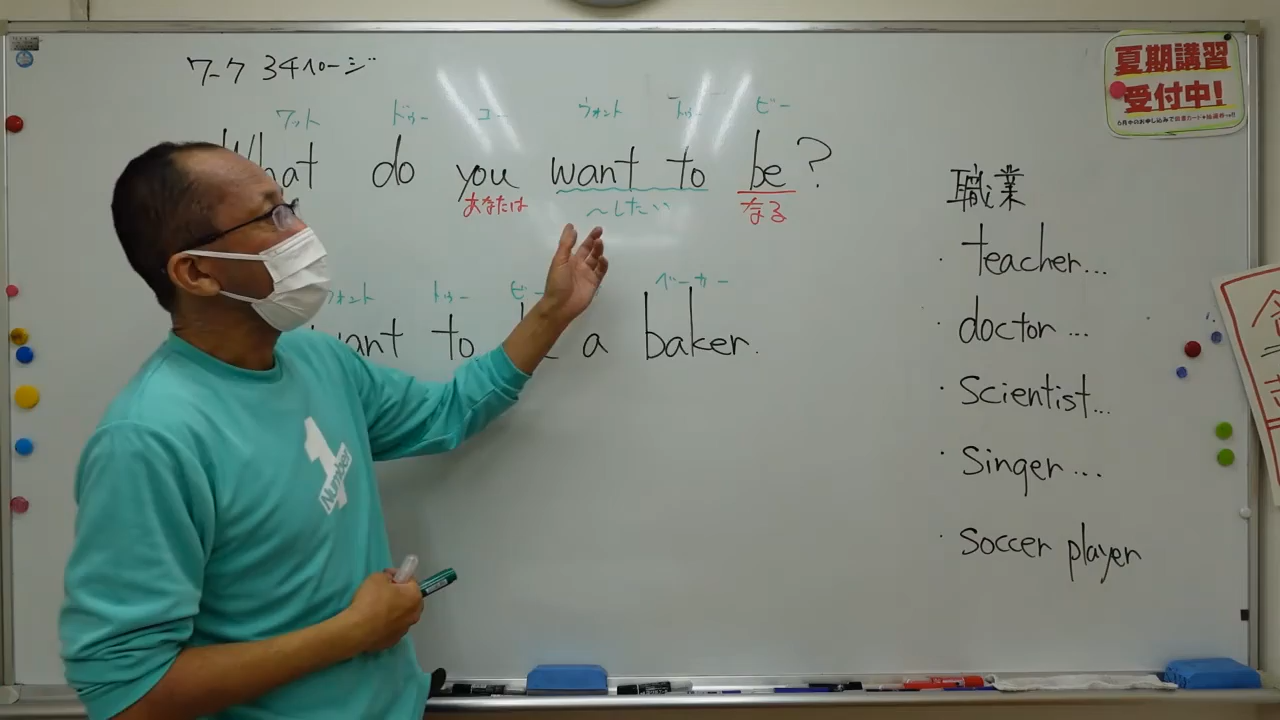 ワーク 34ページ
ワット ドゥー ユー ウォント トゥー ビー
What do you want to be?
あなたは ~したい なる
ウォント トゥー ビー ベーカー
want to a baker.
職業
・teacher...
・doctor...
・Scientist...
・Singer...
・Soccer player
夏期講習
受付中!
Number
1